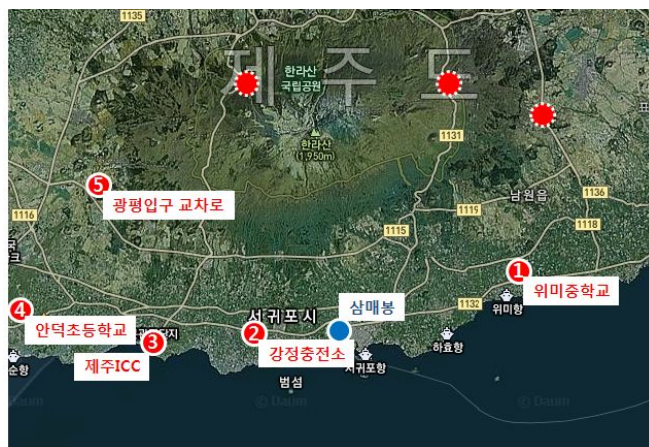 1135
제주도
한라산
국립공원
한라산
(1,950m)
1131
5
광평입구 교차로
1116
남원읍
1136
1119
1118
1115
1
위미중학교
위미항
1132
4
안덕초등학교
서귀포시
삼매봉
2
강정충전소
3
제주ICC
단지
하효항
서귀포항
범섬
순항
© Daum
© Daum